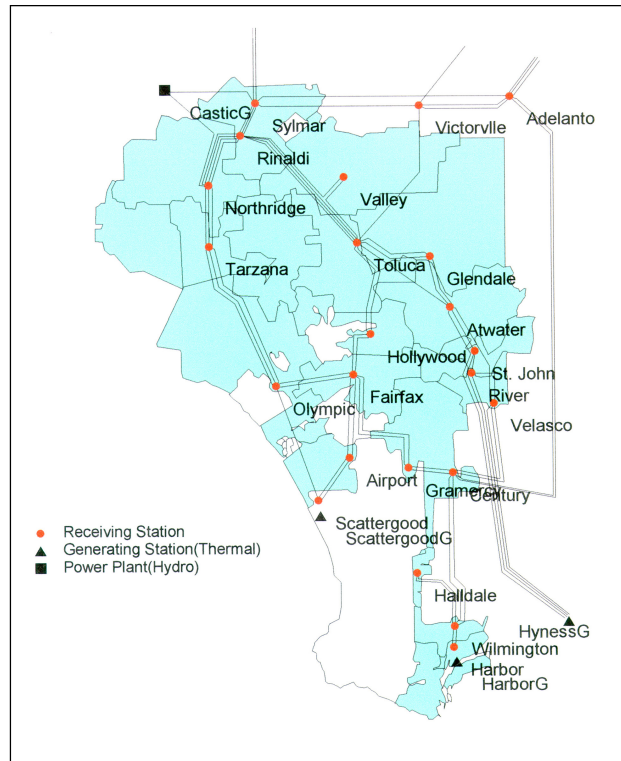 CasticG
Sylmar
Victorvlle
Adelanto
Rinaldi
Northridge
Valley
Tarzana
Toluca
Glendale
Atwater
Hollywood
St. John
River
Olympic
Fairfax
Velasco
Airport
Gramercy
Century
Scattergood
ScattergoodG
Receiving Station
Generating Station(Thermal)
Power Plant(Hydro)
Halldale
HynessG
Wilmington
Harbor
HarborG